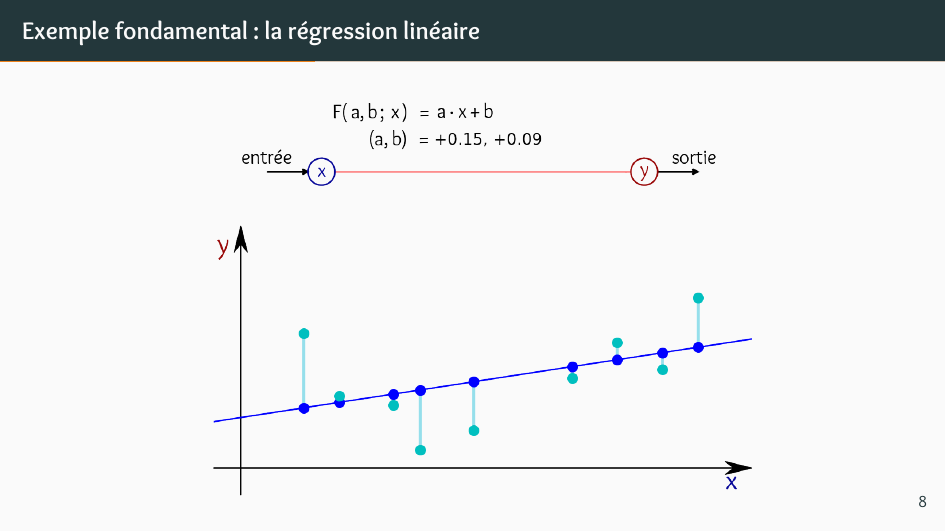 Exemple fondamental : la régression linéaire
F(a,b; x) = a·x+b
(a,b) = +0.15, +0.09
entrée
x
y
sortie
y
x
8